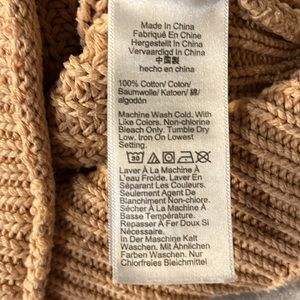 Made In China
Fabriqué En Chine
Hergestellt In China
Vervaardigd In China
中国製
hecho en china
100% Cotton/ Coton/
Baumwolle/ Katoen/ 綿/
algodón
Machine Wash Cold. With
Like Colors. Non-chlorine
Bleach Only. Tumble Dry
Low. Iron On Lowest
Setting.
30
Laver À La Machine À
L'eau Froide. Laver En
Séparant Les Couleurs.
Seulement Agent De
Blanchiment Non-chlore.
Sécher À La Machine À
Basse Température.
Repasser À Fer Doux Si
Nécessaire.
In Der Maschine Kalt
Waschen. Mit Ähnlichen
Farben Waschen. Nur
Chlorfreies Bleichmittel